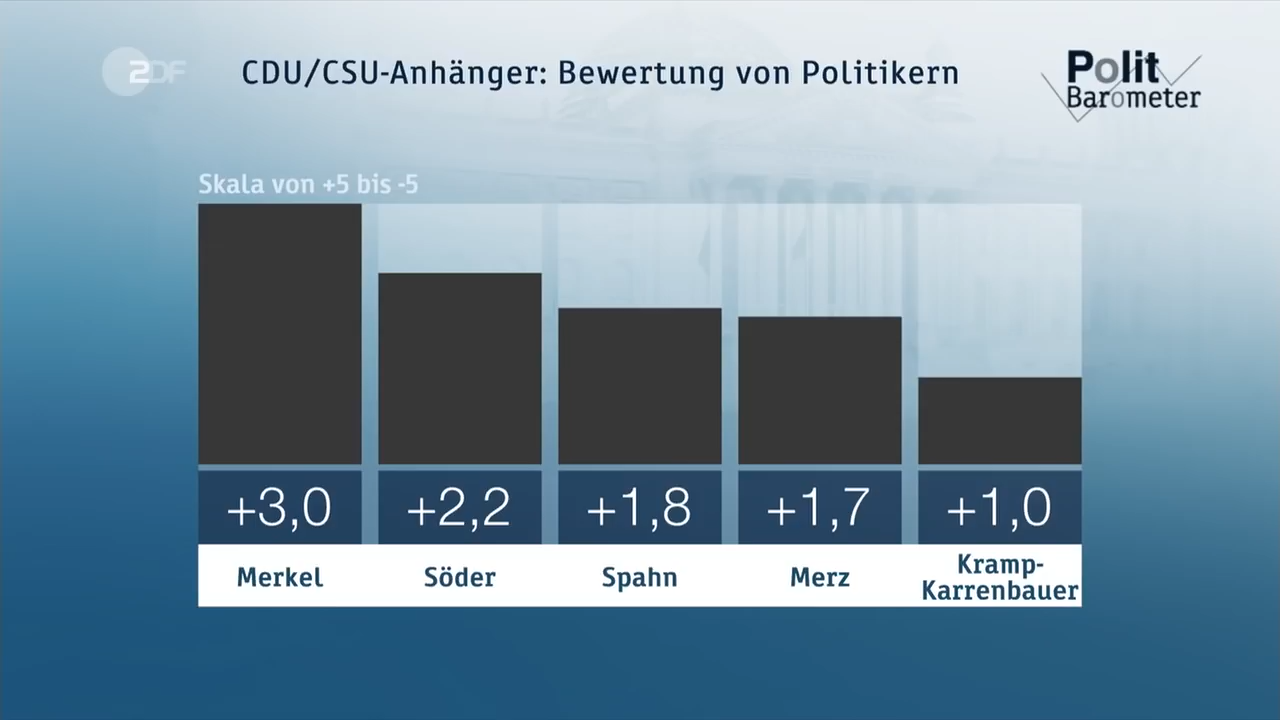 ZDF
CDU/CSU-Anhänger: Bewertung von Politikern
Polit
Barometer
Skala von +5 bis -5
+3,0
+2,2
+1,8
+1,7
+1,0
Merkel
Söder
Spahn
Merz
Kramp-
Karrenbauer